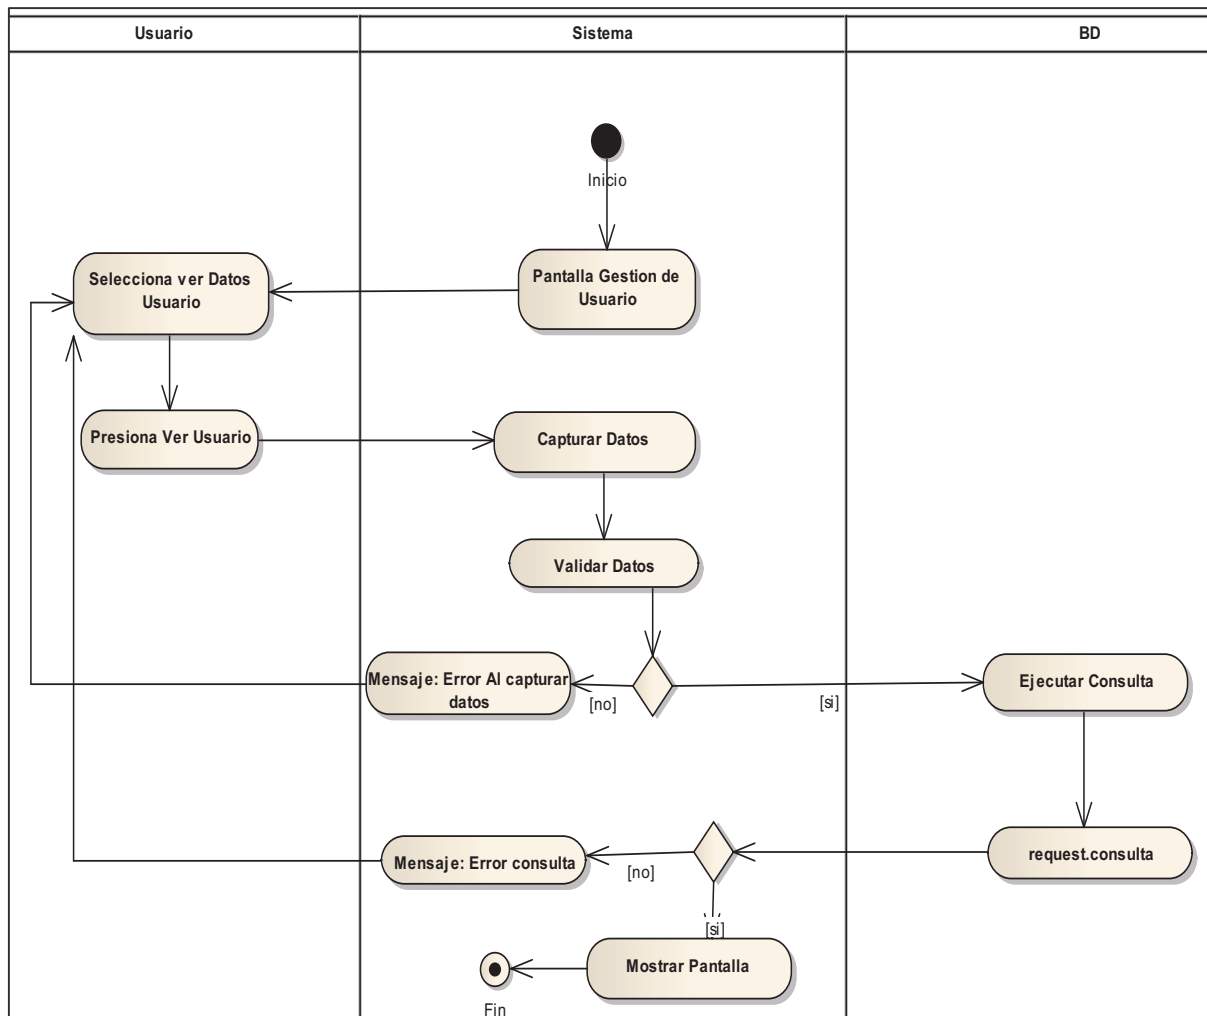 Usuario
Sistema
BD
Inicio
Pantalla Gestion de
Usuario
Selecciona ver Datos
Usuario
Presiona Ver Usuario
Capturar Datos
Validar Datos
Mensaje: Error Al capturar
datos
[no]
[si]
Ejecutar Consulta
request.consulta
Mensaje: Error consulta
[no]
[si]
Mostrar Pantalla
Fin